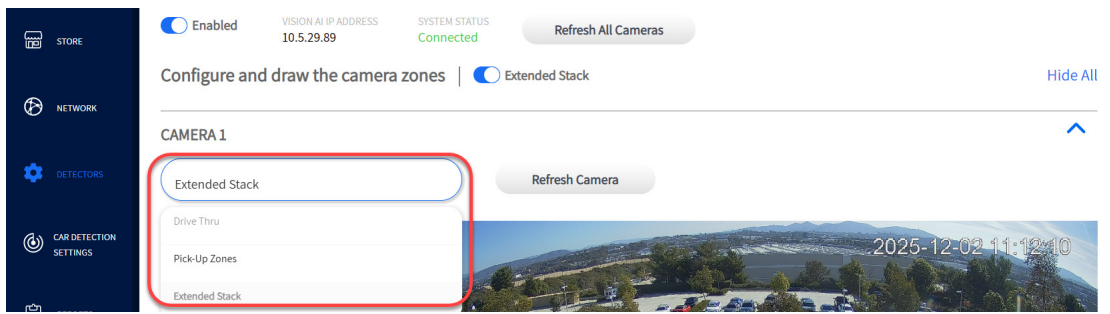 STORE
Enabled
VISION AI IP ADDRESS
10.5.29.89
SYSTEM STATUS
Connected
Refresh All Cameras
Configure and draw the camera zones
Extended Stack
Hide All
NETWORK
CAMERA 1
DETECTORS
Extended Stack
Refresh Camera
Drive Thru
CAR DETECTION
SETTINGS
Pick-Up Zones
Extended Stack
2025-12-02 11:12:10